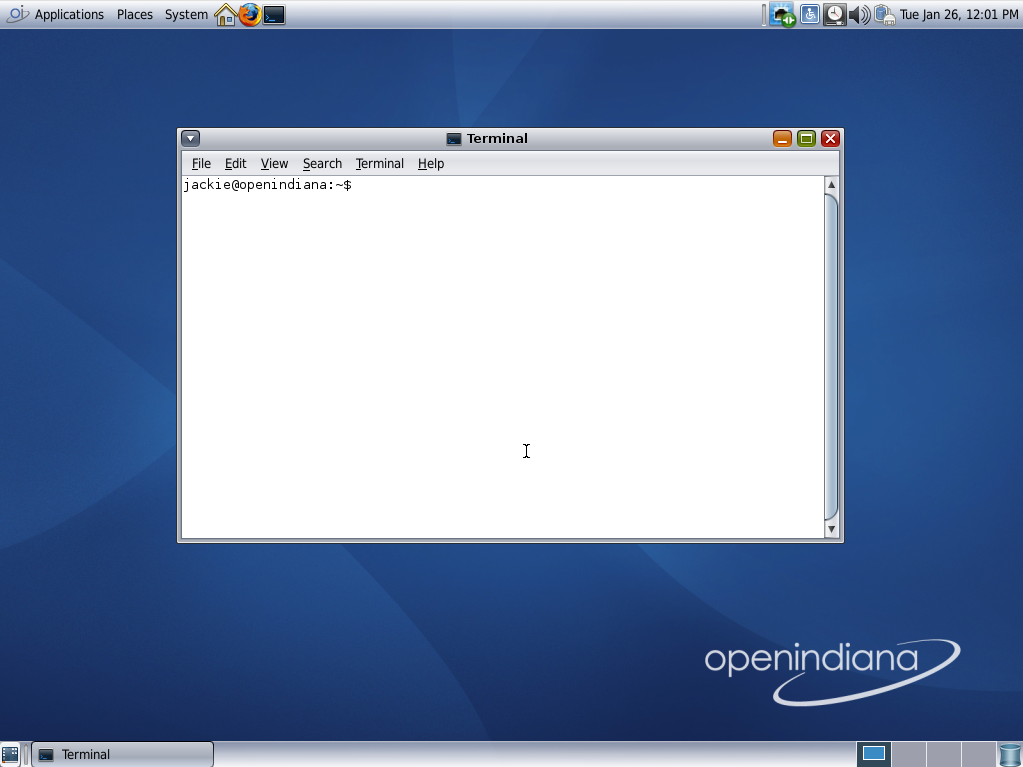 Applications Places System Tue Jan 26, 12:01 PM
Terminal
File Edit View Search Terminal Help
jackie@openindiana:~$
openindiana
Terminal